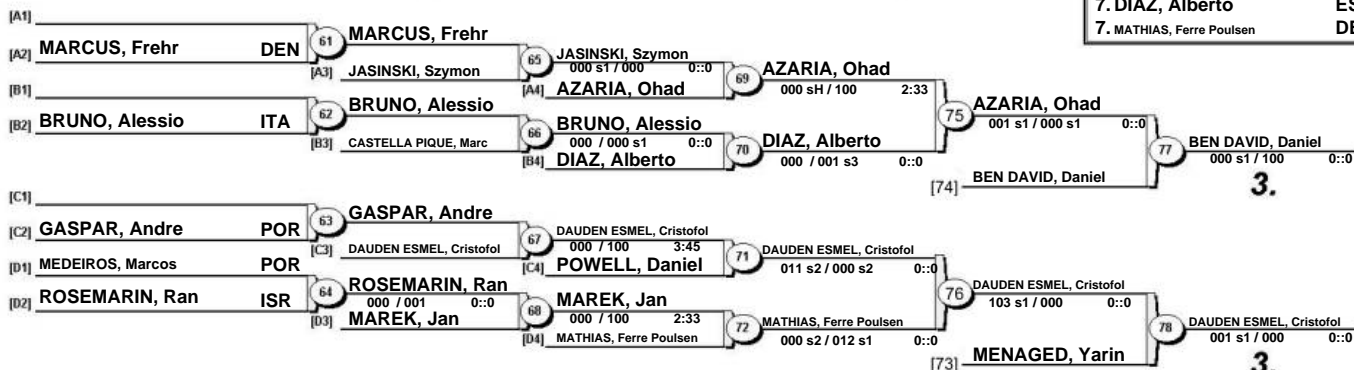 7. DIAZ, Alberto ES
7. MATHIAS, Ferre Poulsen DE
[A1]
[A2] MARCUS, Frehr DEN
61
MARCUS, Frehr
[A3] JASINSKI, Szymon
65
JASINSKI, Szymon
000 s1 / 000 0::0
[A4] AZARIA, Ohad
69
AZARIA, Ohad
000 sH / 100 2:33
[B1]
[B2] BRUNO, Alessio ITA
62
BRUNO, Alessio
[B3] CASTELLA PIQUE, Marc
66
BRUNO, Alessio
000 / 000 s1 0::0
[B4] DIAZ, Alberto
70
DIAZ, Alberto
000 / 001 s3 0::0
75
AZARIA, Ohad
001 s1 / 000 s1 0::0
[74] BEN DAVID, Daniel
77
BEN DAVID, Daniel
000 s1 / 100 0::0
3.
[C1]
[C2] GASPAR, Andre POR
63
GASPAR, Andre
[C3] DAUDEN ESMEL, Cristofol
67
DAUDEN ESMEL, Cristofol
000 / 100 3:45
[C4] POWELL, Daniel
71
DAUDEN ESMEL, Cristofol
011 s2 / 000 s2 0::0
[D1] MEDEIROS, Marcos POR
[D2] ROSEMARIN, Ran ISR
64
ROSEMARIN, Ran
000 / 001 0::0
[D3] MAREK, Jan
68
MAREK, Jan
000 / 100 2:33
[D4] MATHIAS, Ferre Poulsen
72
MATHIAS, Ferre Poulsen
000 s2 / 012 s1 0::0
76
DAUDEN ESMEL, Cristofol
103 s1 / 000 0::0
[73] MENAGED, Yarin
78
DAUDEN ESMEL, Cristofol
001 s1 / 000 0::0
3.